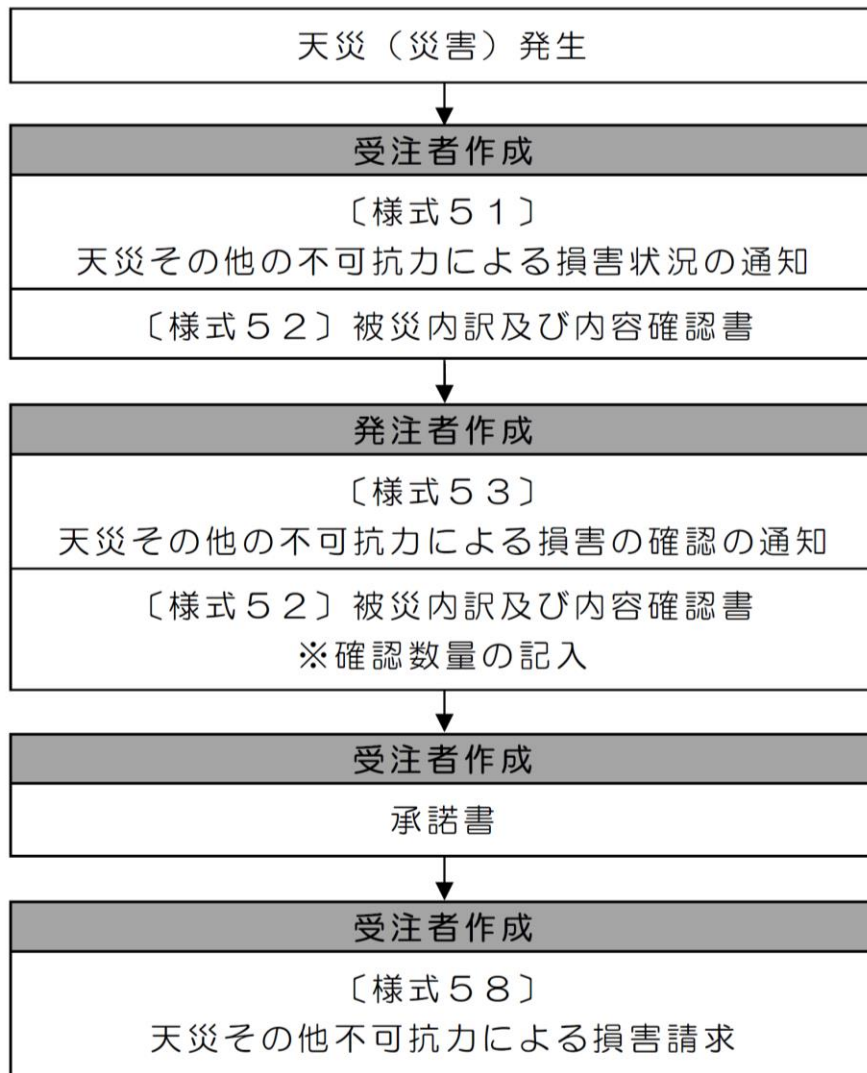 天災（災害）発生
受注者作成
〔様式５１〕
天災その他の不可抗力による損害状況の通知
〔様式５２〕被災内訳及び内容確認書
発注者作成
〔様式５３〕
天災その他の不可抗力による損害の確認の通知
〔様式５２〕被災内訳及び内容確認書
※確認数量の記入
受注者作成
承諾書
受注者作成
〔様式５８〕
天災その他不可抗力による損害請求